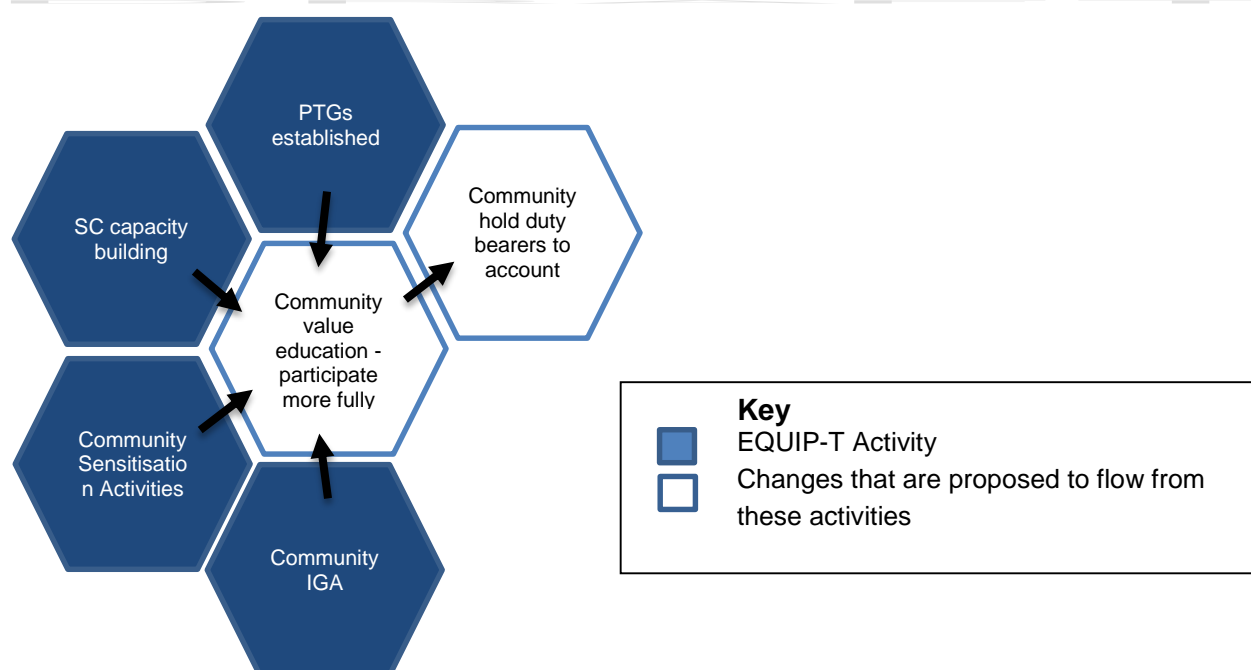 PTGs
established
SC capacity
building
Community
hold duty
bearers to
account
Community
value
education -
participate
more fully
Community
Sensitisatio
n Activities
Community
IGA
Key
EQUIP-T Activity
Changes that are proposed to flow from
these activities